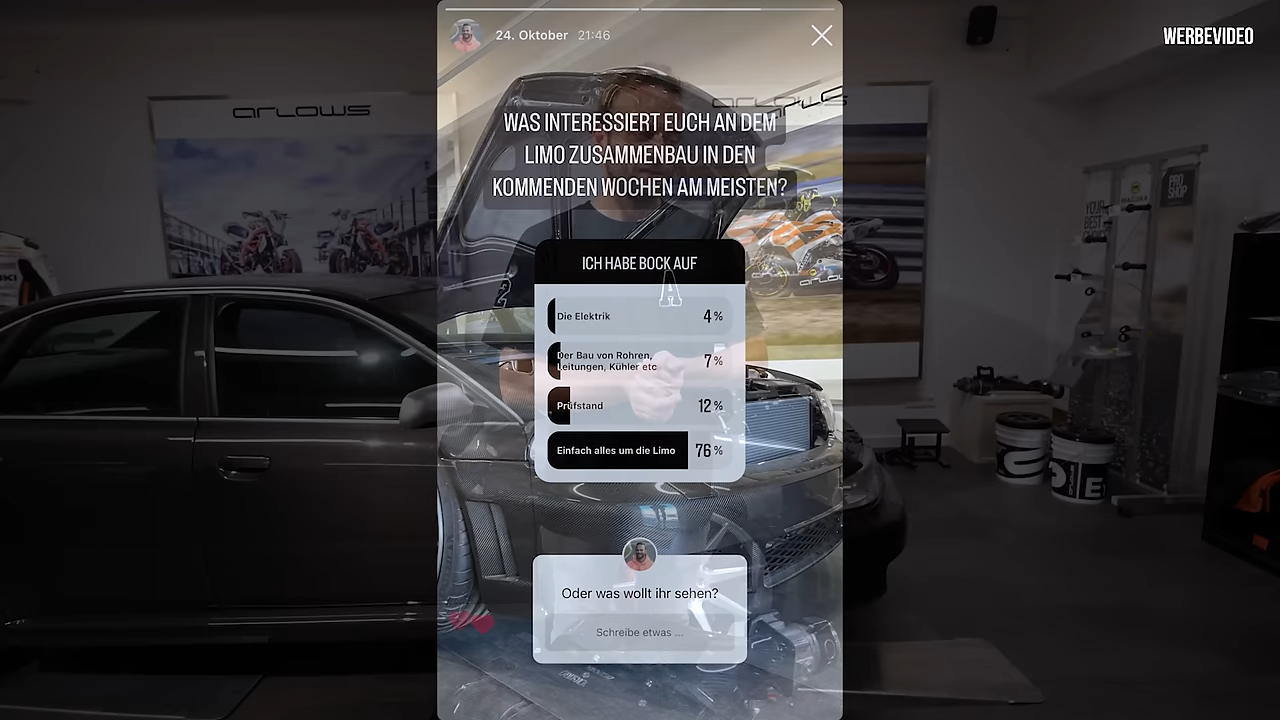 24. Oktober 21:46
WERBEVIDEO
arlows
WAS INTERESSIERT EUCH AN DEM
LIMO ZUSAMMENBAU IN DEN
KOMMENDEN WOCHEN AM MEISTEN?
ICH HABE BOCK AUF
Die Elektrik 4%
Der Bau von Rohren,
Leitungen, Kühler etc 7%
Prüfstand 12%
Einfach alles um die Limo 76%
Oder was wollt ihr sehen?
Schreibe etwas ...
PRO
SHOP